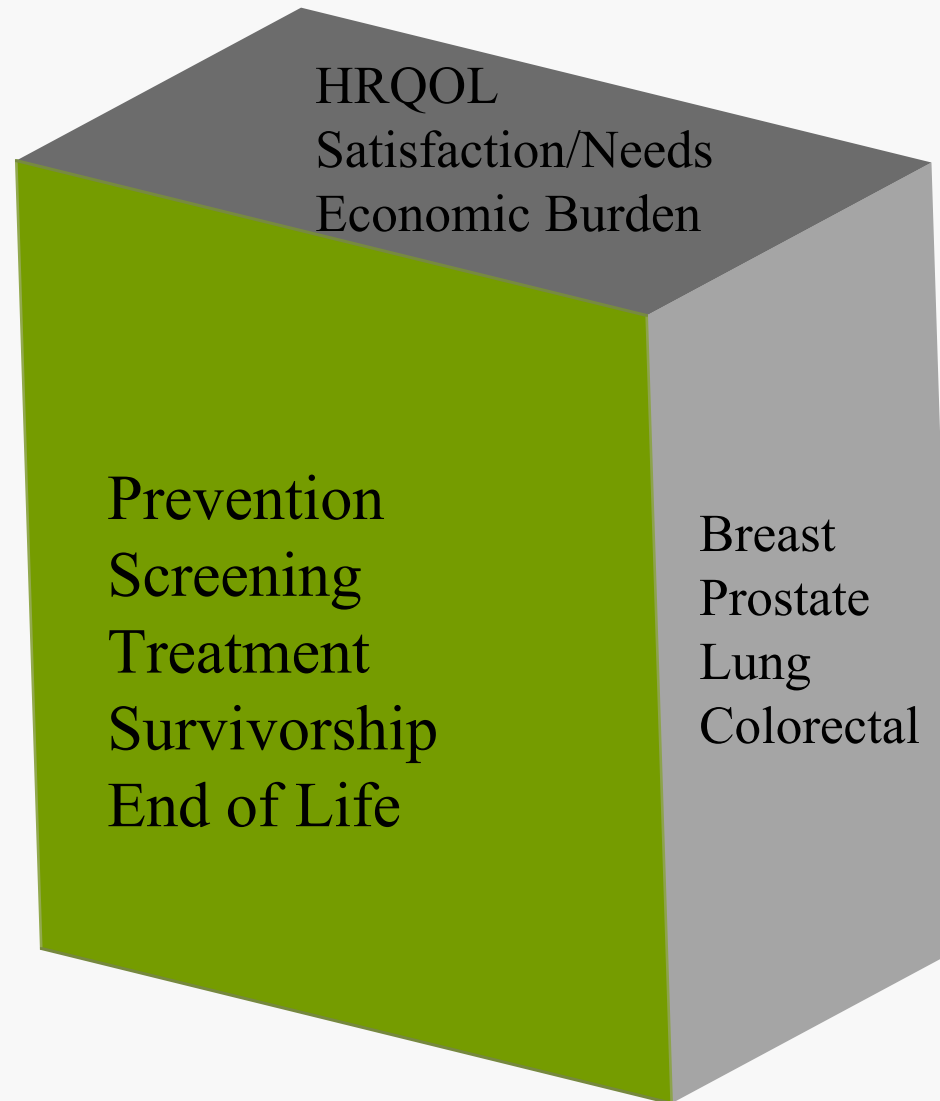 HRQOL
Satisfaction/Needs
Economic Burden
Prevention
Screening
Treatment
Survivorship
End of Life
Breast
Prostate
Lung
Colorectal